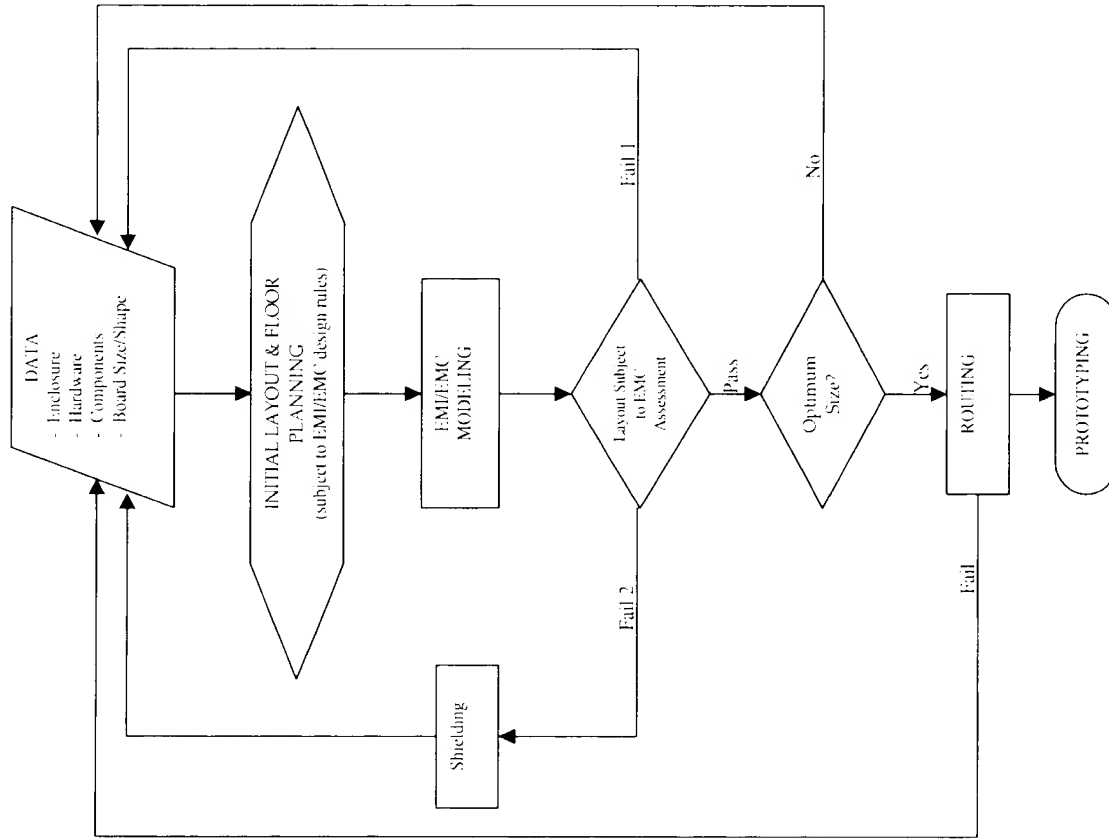 DATA
- Enclosure
- Hardware
- Components
- Board Size/Shape
INITIAL LAYOUT & FLOOR
PLANNING
(subject to EMI/EMC design rules)
EMI/EMC
MODELING
Shielding
Fail 2
Layout Subject
to EMC
Assessment
Fail 1
Pass
Optimum
Size?
No
Yes
ROUTING
Fail
PROTOTYPING